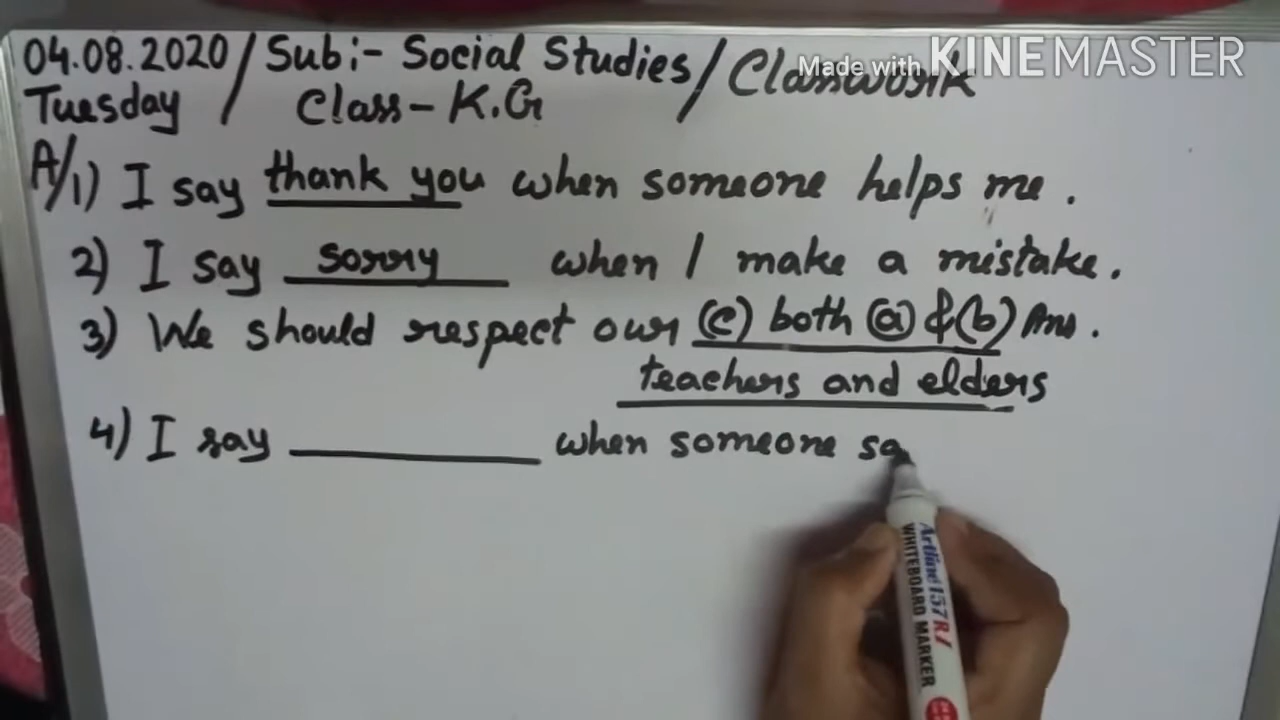 04.08.2020 / Sub:- Social Studies / Classwork
Tuesday / Class- K.G
A/1) I say thank you when someone helps me.
2) I say sorry when I make a mistake.
3) We should respect our (c) both (a) & (b) Ans.
teachers and elders
4) I say ________ when someone sa
Made with KINEMASTER
Artline 157R
WHITEBOARD MARKER